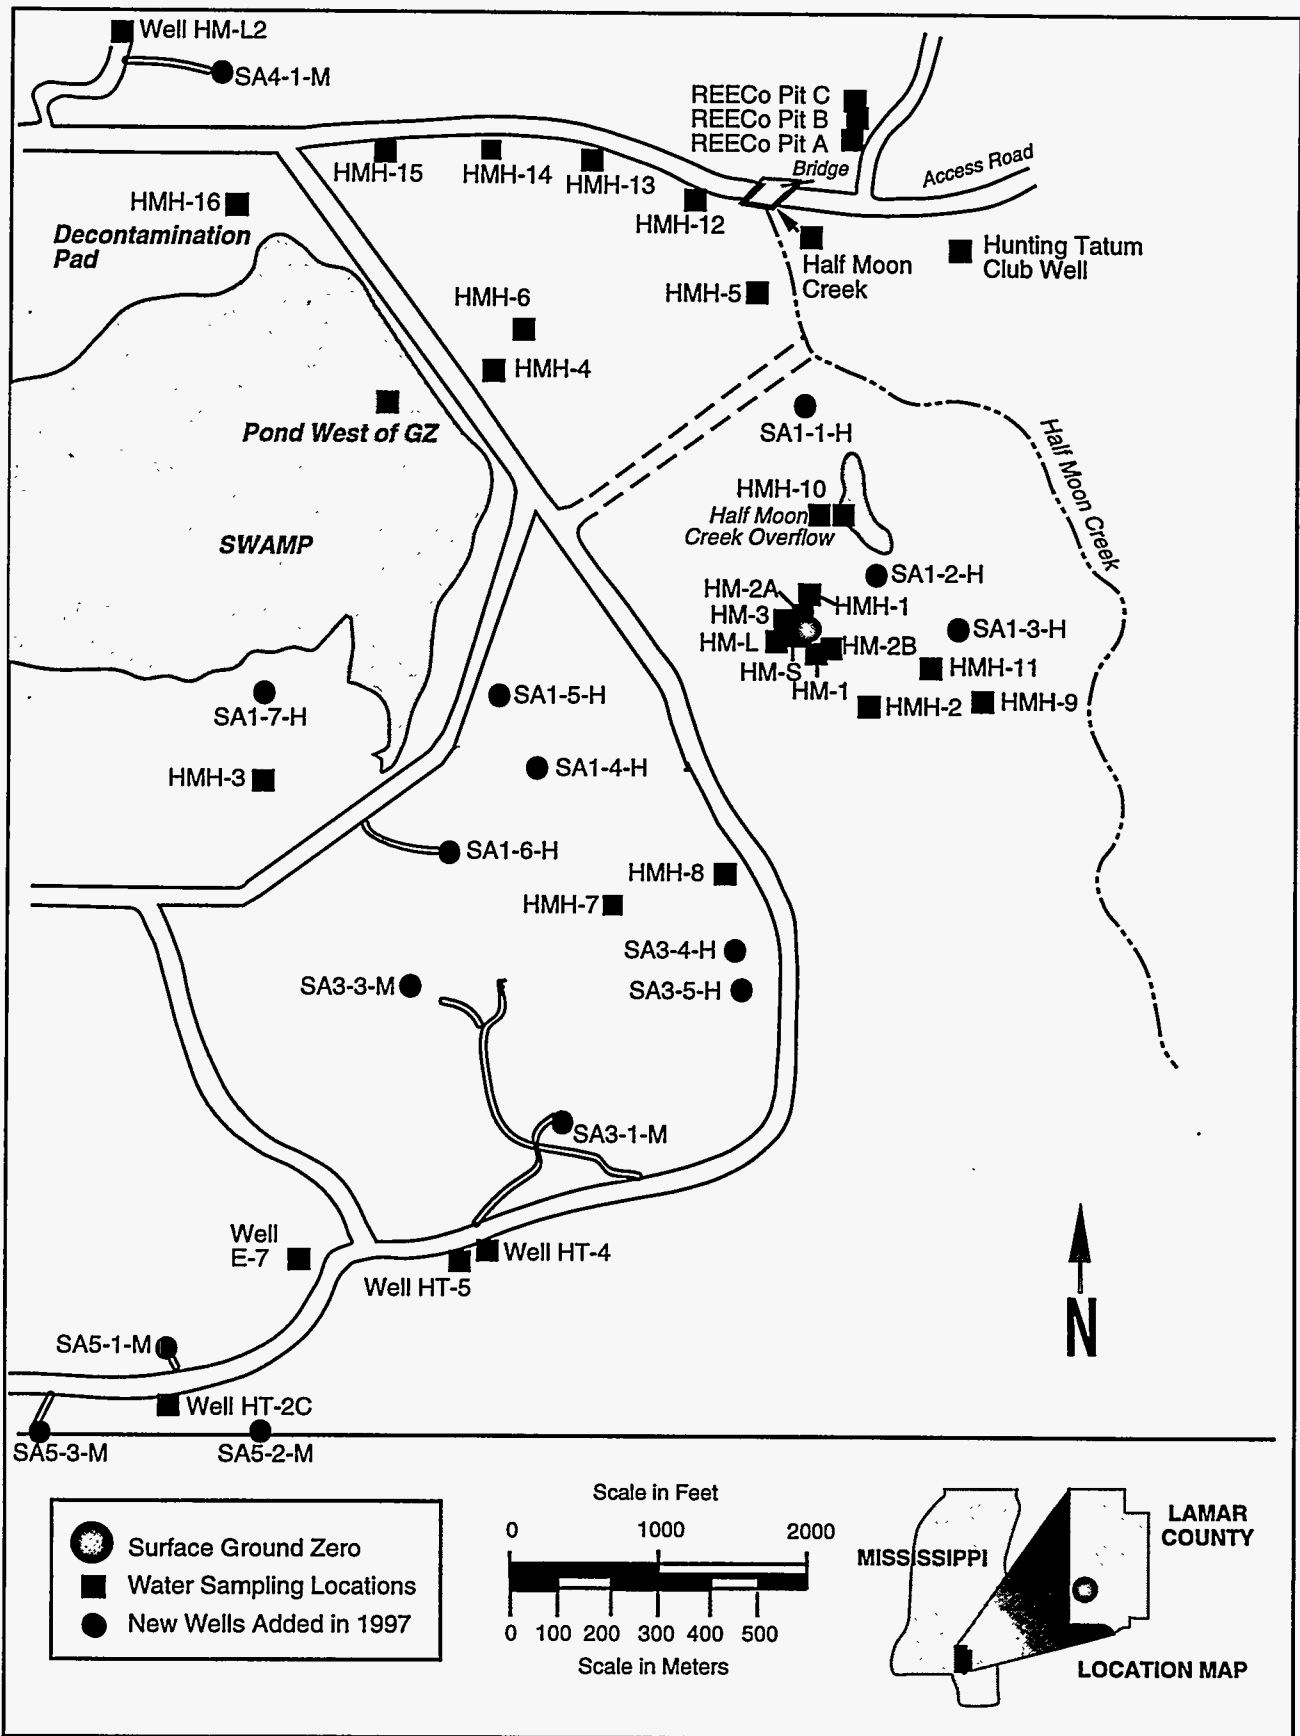 Well HM-L2
SA4-1-M
REECo Pit C
REECo Pit B
REECo Pit A
Bridge
Access Road
HMH-15
HMH-14
HMH-13
HMH-12
HMH-16
Decontamination
Pad
Half Moon
Creek
Hunting Tatum
Club Well
HMH-5
HMH-6
HMH-4
Pond West of GZ
SA1-1-H
Half Moon Creek
HMH-10
Half Moon
Creek Overflow
SWAMP
SA1-2-H
HM-2A
HMH-1
HM-3
SA1-3-H
HM-L
HM-2B
HM-S
HMH-11
HM-1
HMH-2
HMH-9
SA1-7-H
SA1-5-H
HMH-3
SA1-4-H
SA1-6-H
HMH-8
HMH-7
SA3-4-H
SA3-3-M
SA3-5-H
SA3-1-M
Well
E-7
Well HT-4
Well HT-5
N
SA5-1-M
Well HT-2C
SA5-3-M
SA5-2-M
Surface Ground Zero
Water Sampling Locations
New Wells Added in 1997
Scale in Feet
0 1000 2000
0 100 200 300 400 500
Scale in Meters
MISSISSIPPI
LAMAR
COUNTY
LOCATION MAP